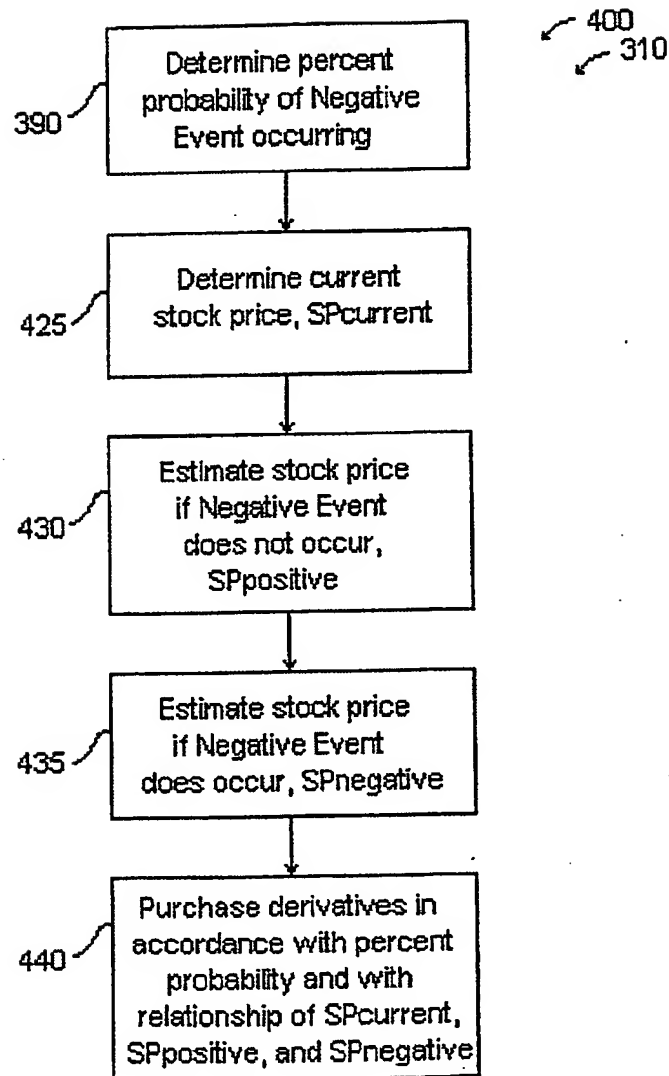 400
310
390
Determine percent
probability of Negative
Event occurring
425
Determine current
stock price, SPcurrent
430
Estimate stock price
if Negative Event
does not occur,
SPpositive
435
Estimate stock price
if Negative Event
does occur, SPnegative
440
Purchase derivatives in
accordance with percent
probability and with
relationship of SPcurrent,
SPpositive, and SPnegative